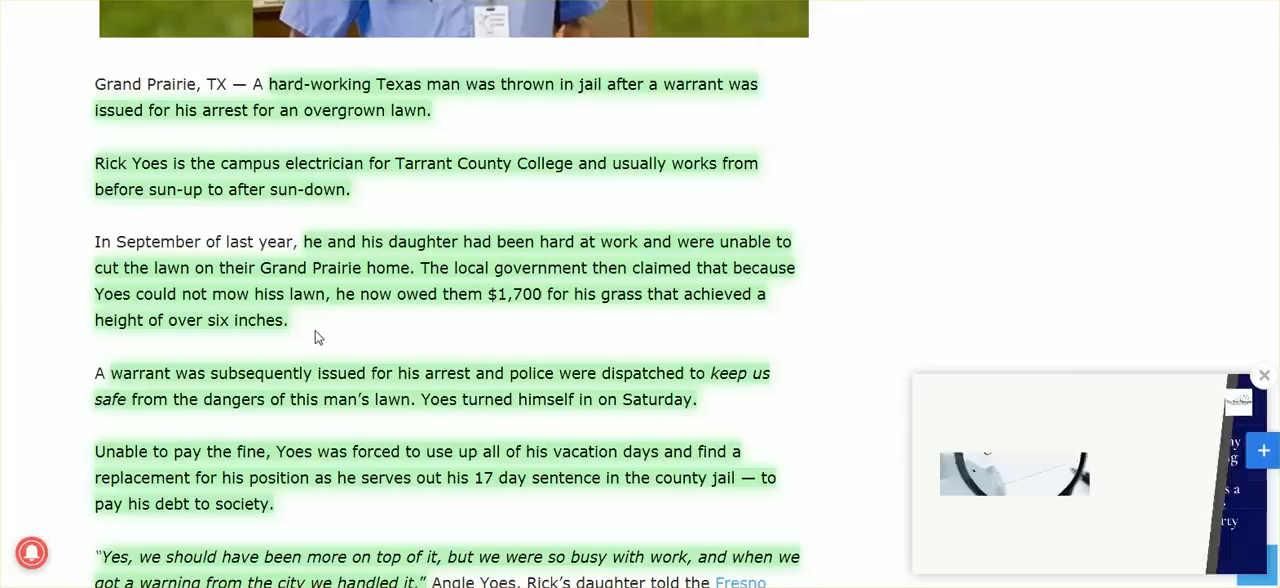 Grand Prairie, TX — A hard-working Texas man was thrown in jail after a warrant was
issued for his arrest for an overgrown lawn.
Rick Yoes is the campus electrician for Tarrant County College and usually works from
before sun-up to after sun-down.
In September of last year, he and his daughter had been hard at work and were unable to
cut the lawn on their Grand Prairie home. The local government then claimed that because
Yoes could not mow hiss lawn, he now owed them $1,700 for his grass that achieved a
height of over six inches.
A warrant was subsequently issued for his arrest and police were dispatched to keep us
safe from the dangers of this man’s lawn. Yoes turned himself in on Saturday.
Unable to pay the fine, Yoes was forced to use up all of his vacation days and find a
replacement for his position as he serves out his 17 day sentence in the county jail — to
pay his debt to society.
“Yes, we should have been more on top of it, but we were so busy with work, and when we
got a warning from the city we handled it,” Angle Yoes, Rick’s daughter told the Fresno